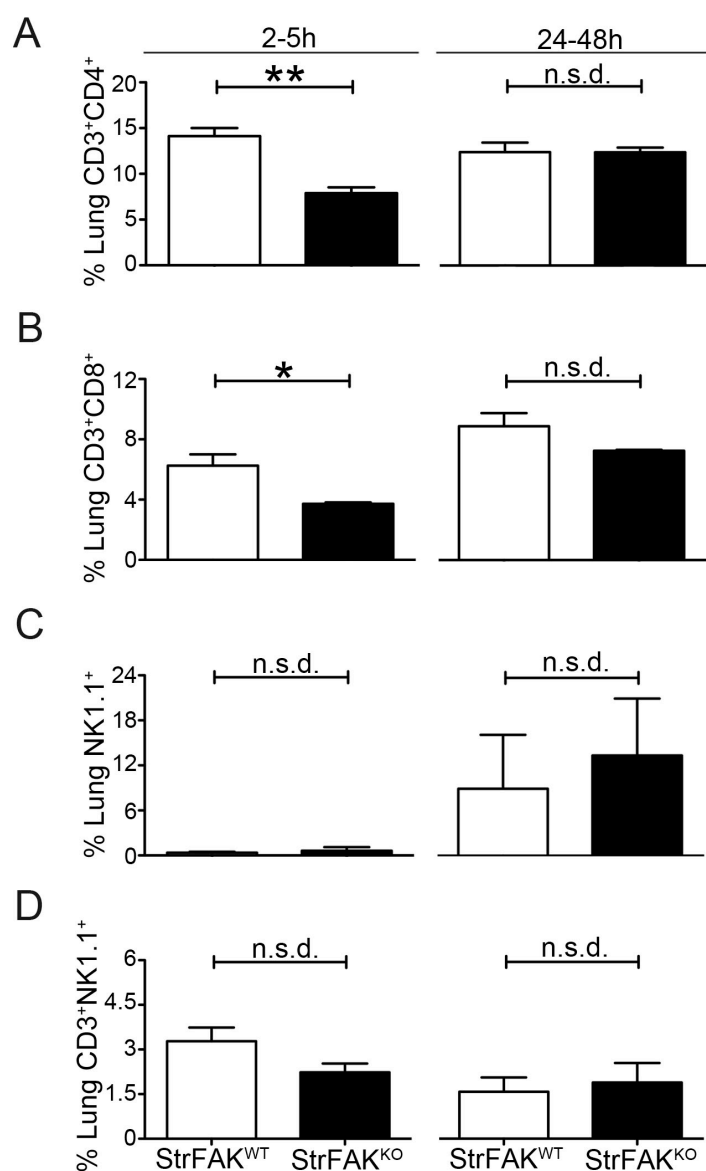 A
2-5h
24-48h
% Lung CD3⁺CD4⁺
20
15
10
5
0
**
n.s.d.
B
% Lung CD3⁺CD8⁺
12
8
4
0
*
n.s.d.
C
% Lung NK1.1⁺
24
18
12
6
0
n.s.d.
n.s.d.
D
% Lung CD3⁺NK1.1⁺
6
4.5
3
1.5
0
n.s.d.
n.s.d.
StrFAKᵂᵀ StrFAKᴷᴼ StrFAKᵂᵀ StrFAKᴷᴼ